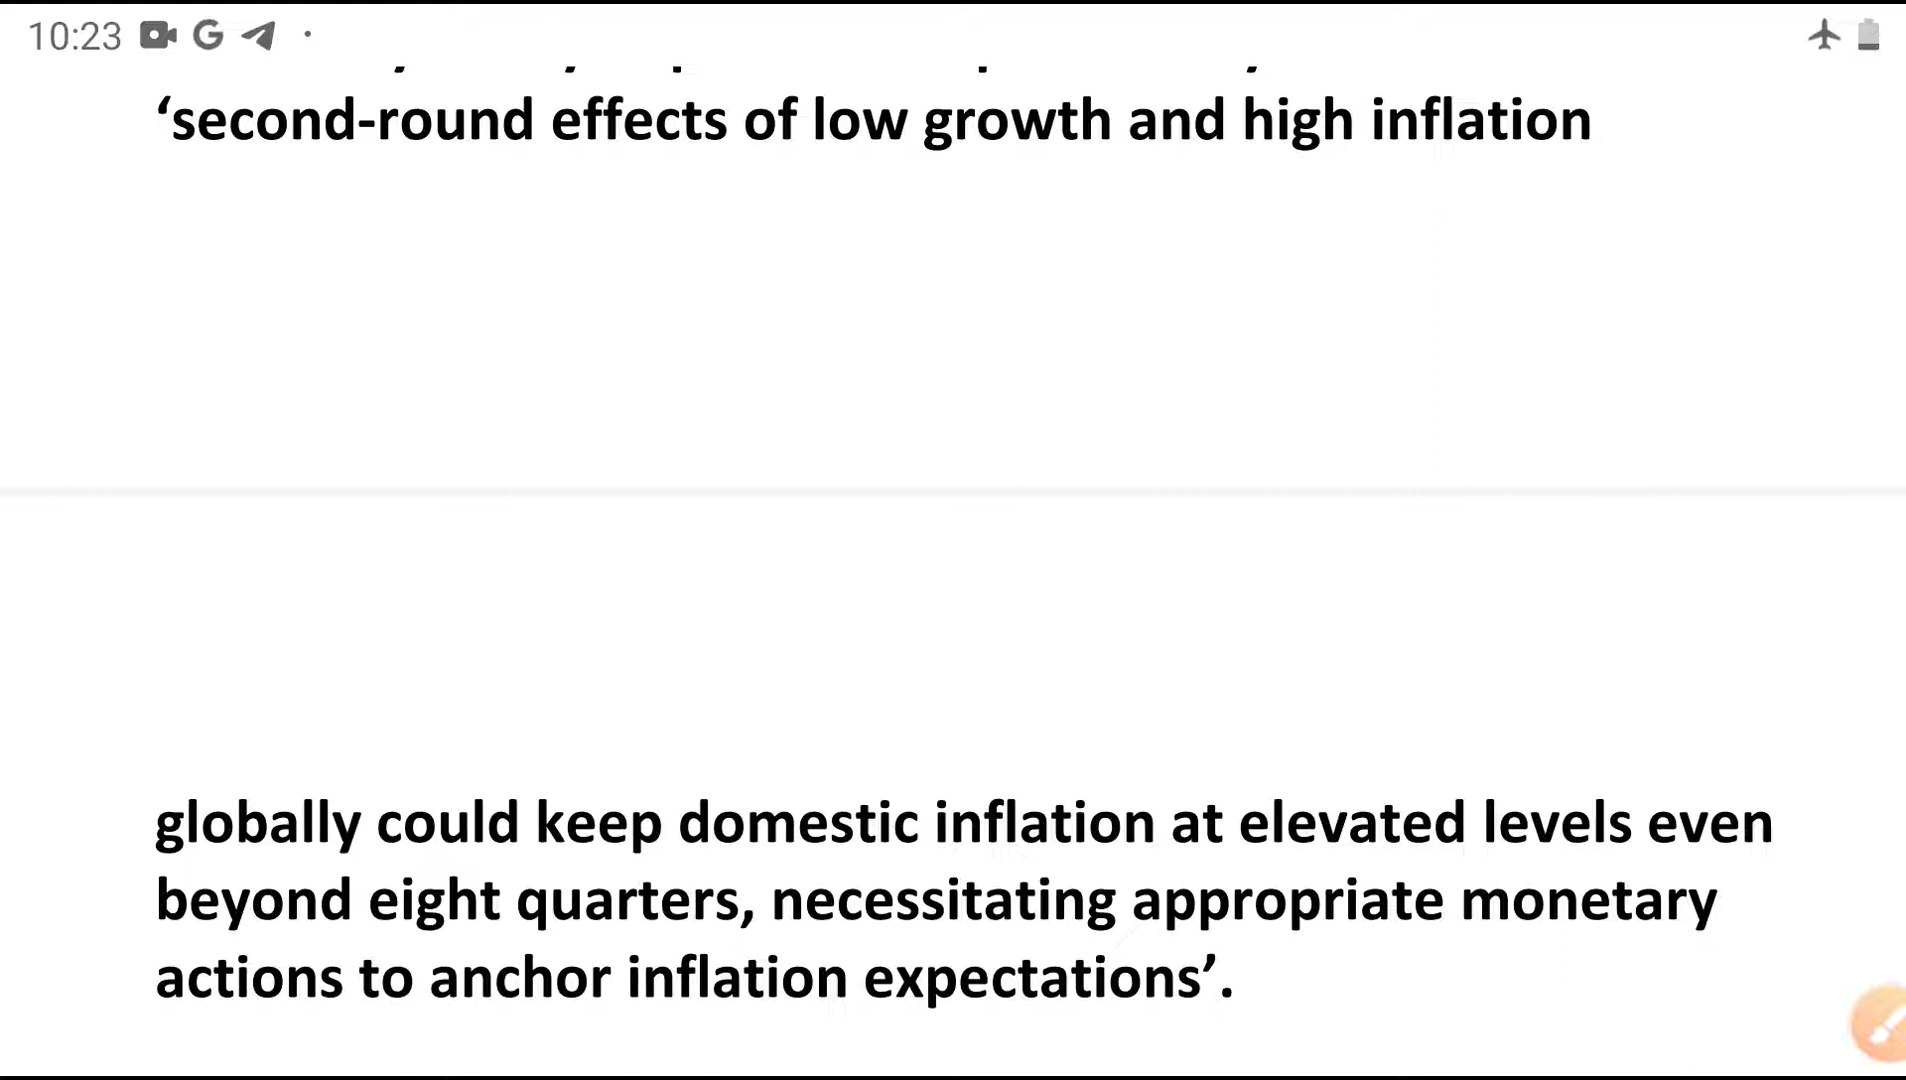 10:23
‘second-round effects of low growth and high inflation
globally could keep domestic inflation at elevated levels even
beyond eight quarters, necessitating appropriate monetary
actions to anchor inflation expectations’.